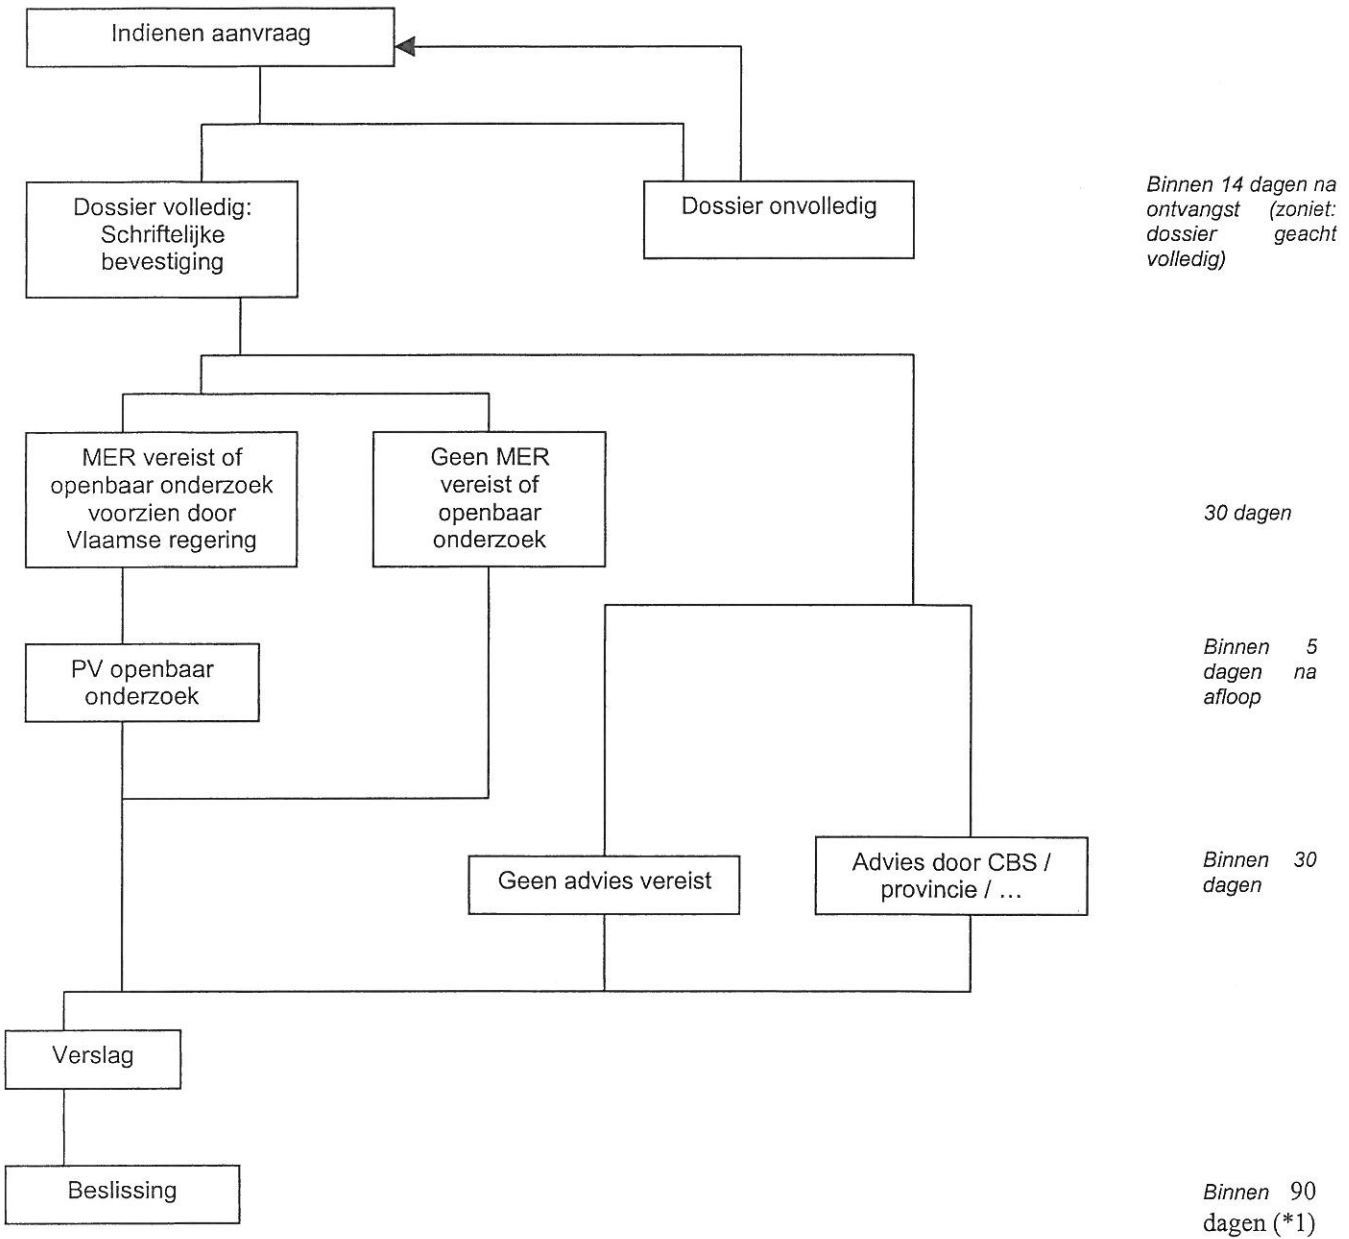 Indienen aanvraag
Dossier volledig:
Schriftelijke
bevestiging
Dossier onvolledig
Binnen 14 dagen na
ontvangst (zoniet:
dossier geacht
volledig)
MER vereist of
openbaar onderzoek
voorzien door
Vlaamse regering
Geen MER
vereist of
openbaar
onderzoek
30 dagen
PV openbaar
onderzoek
Binnen 5
dagen na
afloop
Geen advies vereist
Advies door CBS /
provincie / ...
Binnen 30
dagen
Verslag
Beslissing
Binnen 90
dagen (*1)